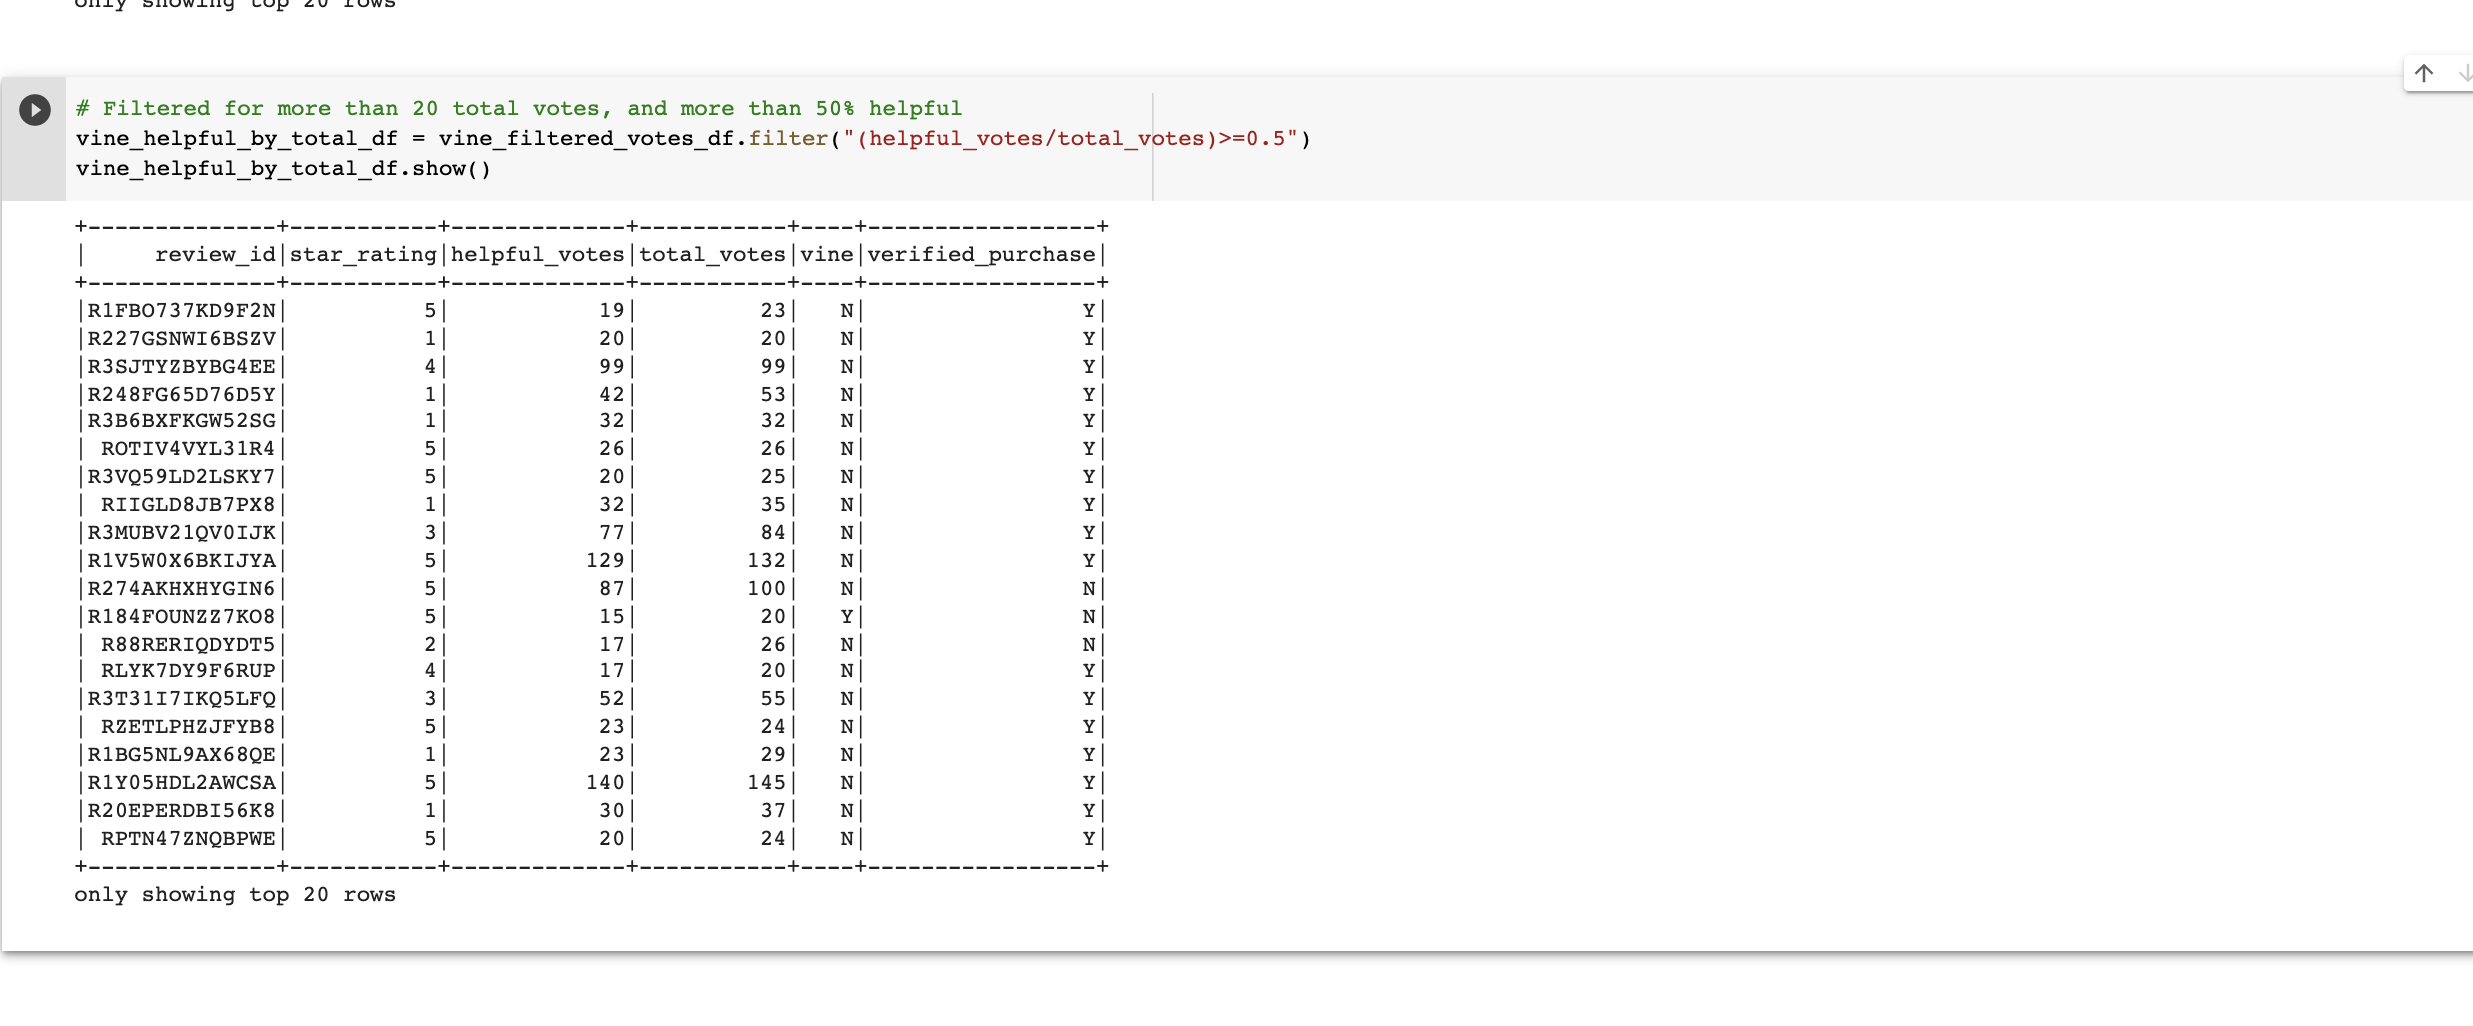 only showing top 20 rows
# Filtered for more than 20 total votes, and more than 50% helpful
vine_helpful_by_total_df = vine_filtered_votes_df.filter("(helpful_votes/total_votes)>=0.5")
vine_helpful_by_total_df.show()
+--------------+-----------+-------------+-----------+----+-----------------+
|     review_id|star_rating|helpful_votes|total_votes|vine|verified_purchase|
+--------------+-----------+-------------+-----------+----+-----------------+
|R1FBO737KD9F2N|          5|           19|         23|   N|                Y|
|R227GSNWI6BSZV|          1|           20|         20|   N|                Y|
|R3SJTYZBYBG4EE|          4|           99|         99|   N|                Y|
|R248FG65D76D5Y|          1|           42|         53|   N|                Y|
|R3B6BXFKGW52SG|          1|           32|         32|   N|                Y|
| ROTIV4VYL31R4|          5|           26|         26|   N|                Y|
|R3VQ59LD2LSKY7|          5|           20|         25|   N|                Y|
| RIIGLD8JB7PX8|          1|           32|         35|   N|                Y|
|R3MUBV21QV0IJK|          3|           77|         84|   N|                Y|
|R1V5W0X6BKIJYA|          5|          129|        132|   N|                Y|
|R274AKHXHYGIN6|          5|           87|        100|   N|                N|
|R184FOUNZZ7KO8|          5|           15|         20|   Y|                N|
| R88RERIQDYDT5|          2|           17|         26|   N|                N|
| RLYK7DY9F6RUP|          4|           17|         20|   N|                Y|
|R3T31I7IKQ5LFQ|          3|           52|         55|   N|                Y|
| RZETLPHZJFYB8|          5|           23|         24|   N|                Y|
|R1BG5NL9AX68QE|          1|           23|         29|   N|                Y|
|R1Y05HDL2AWCSA|          5|          140|        145|   N|                Y|
|R20EPERDBI56K8|          1|           30|         37|   N|                Y|
| RPTN47ZNQBPWE|          5|           20|         24|   N|                Y|
+--------------+-----------+-------------+-----------+----+-----------------+
only showing top 20 rows